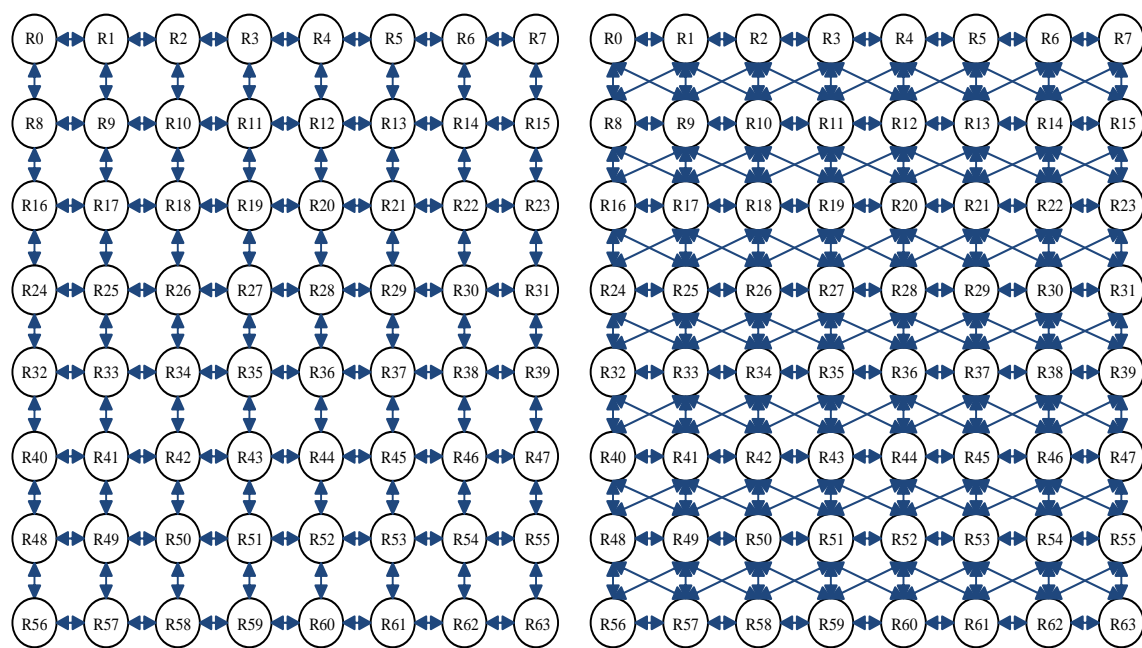 R0 R1 R2 R3 R4 R5 R6 R7 R0 R1 R2 R3 R4 R5 R6 R7
R8 R9 R10 R11 R12 R13 R14 R15 R8 R9 R10 R11 R12 R13 R14 R15
R16 R17 R18 R19 R20 R21 R22 R23 R16 R17 R18 R19 R20 R21 R22 R23
R24 R25 R26 R27 R28 R29 R30 R31 R24 R25 R26 R27 R28 R29 R30 R31
R32 R33 R34 R35 R36 R37 R38 R39 R32 R33 R34 R35 R36 R37 R38 R39
R40 R41 R42 R43 R44 R45 R46 R47 R40 R41 R42 R43 R44 R45 R46 R47
R48 R49 R50 R51 R52 R53 R54 R55 R48 R49 R50 R51 R52 R53 R54 R55
R56 R57 R58 R59 R60 R61 R62 R63 R56 R57 R58 R59 R60 R61 R62 R63